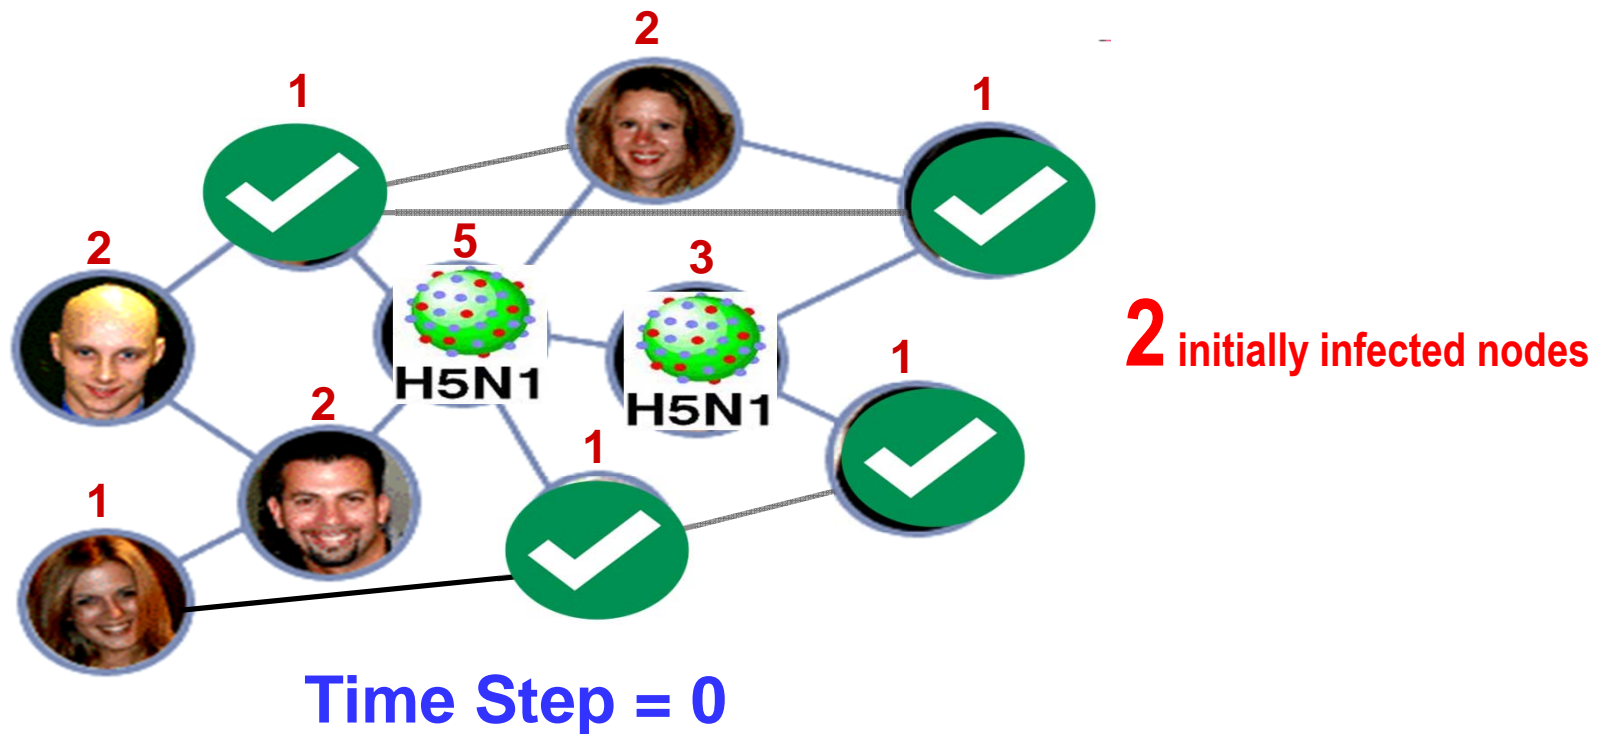 2
1
1
2
5
3
H5N1
H5N1
1
2
1
1
2 initially infected nodes
Time Step = 0